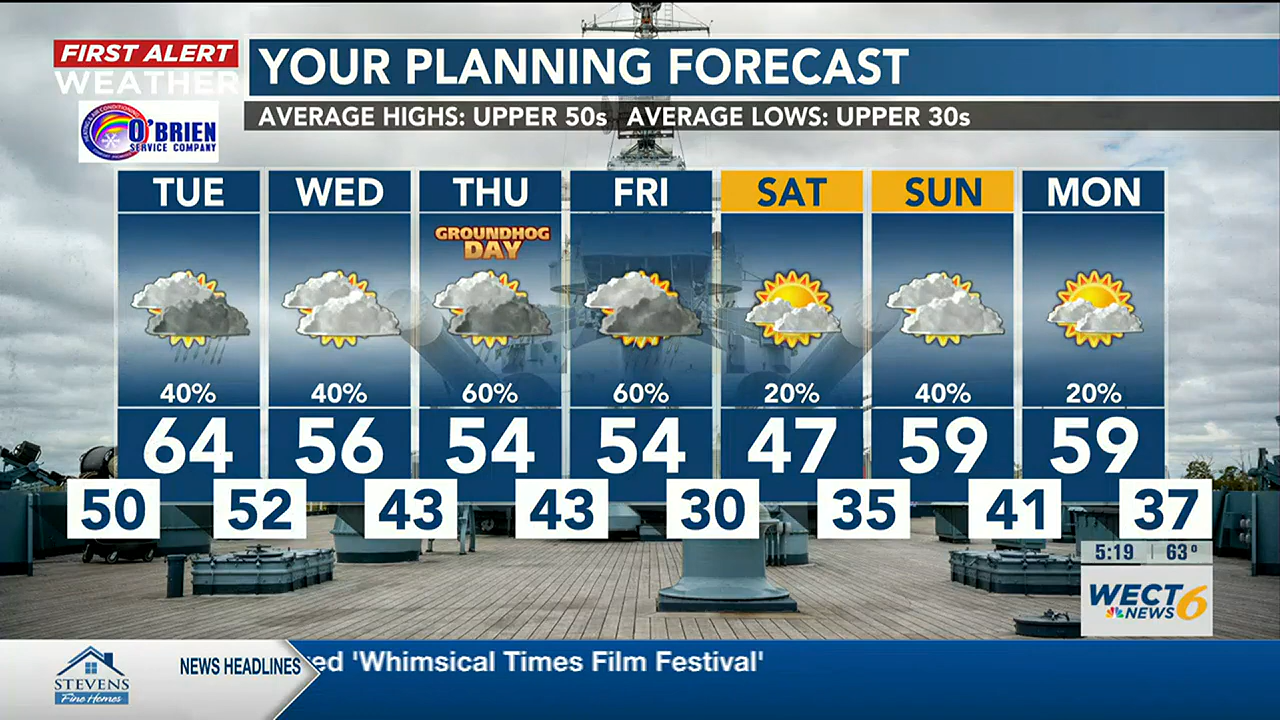 FIRST ALERT
WEATHER
YOUR PLANNING FORECAST
AVERAGE HIGHS: UPPER 50s AVERAGE LOWS: UPPER 30s
O'BRIEN
SERVICE COMPANY
TUE WED THU FRI SAT SUN MON
GROUNDHOG
DAY
40% 40% 60% 60% 20% 40% 20%
64 56 54 54 47 59 59
50 52 43 43 30 35 41 37
5:19 63°
WECT 6
NEWS
STEVENS
Fine Homes
NEWS HEADLINES
red 'Whimsical Times Film Festival'